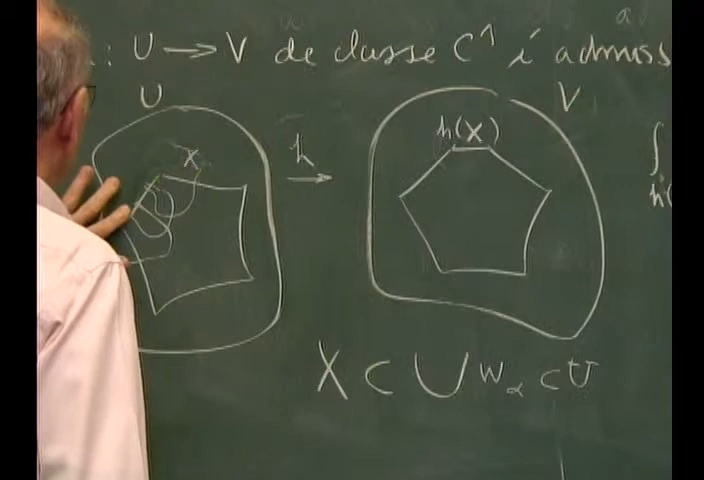 : U → V de classe C¹ i admiss
U
V
X
h
→
h(X)
∫
h(
X ⊂ ⋃ W_α ⊂ U